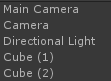 Main Camera
Camera
Directional Light
Cube (1)
Cube (2)